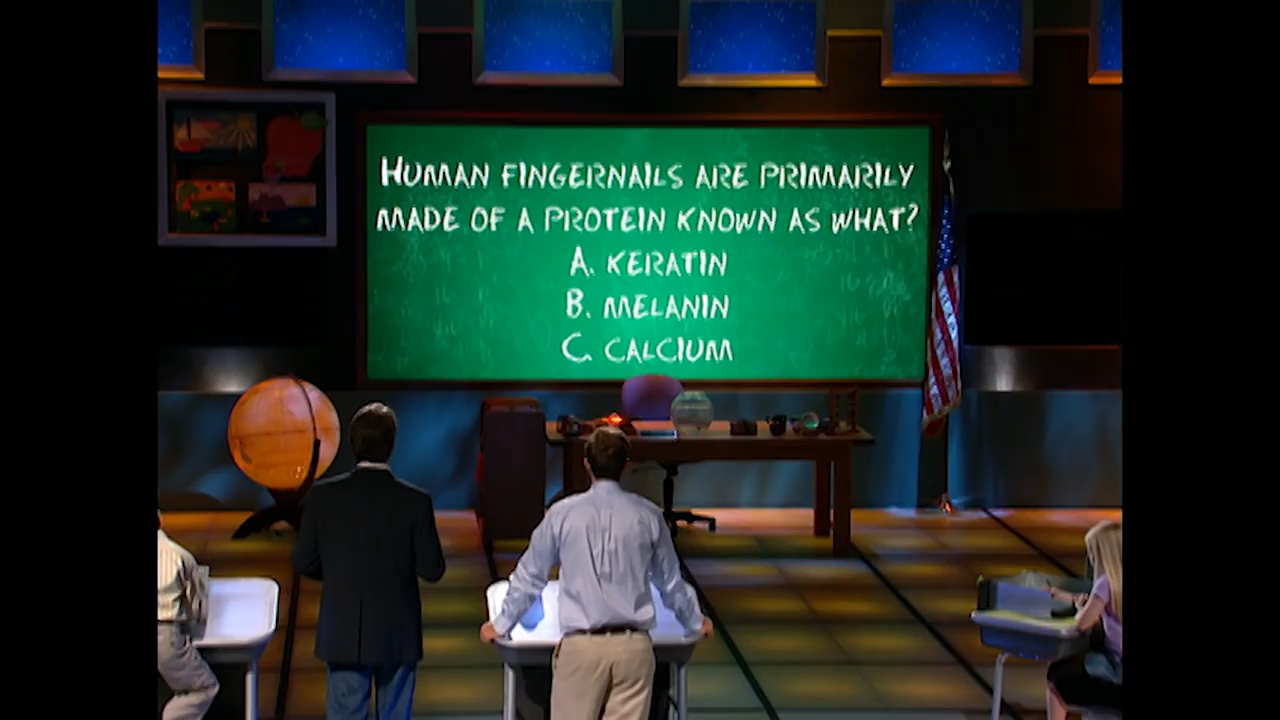 Human fingernails are primarily
made of a protein known as what?
A. keratin
B. melanin
C. calcium